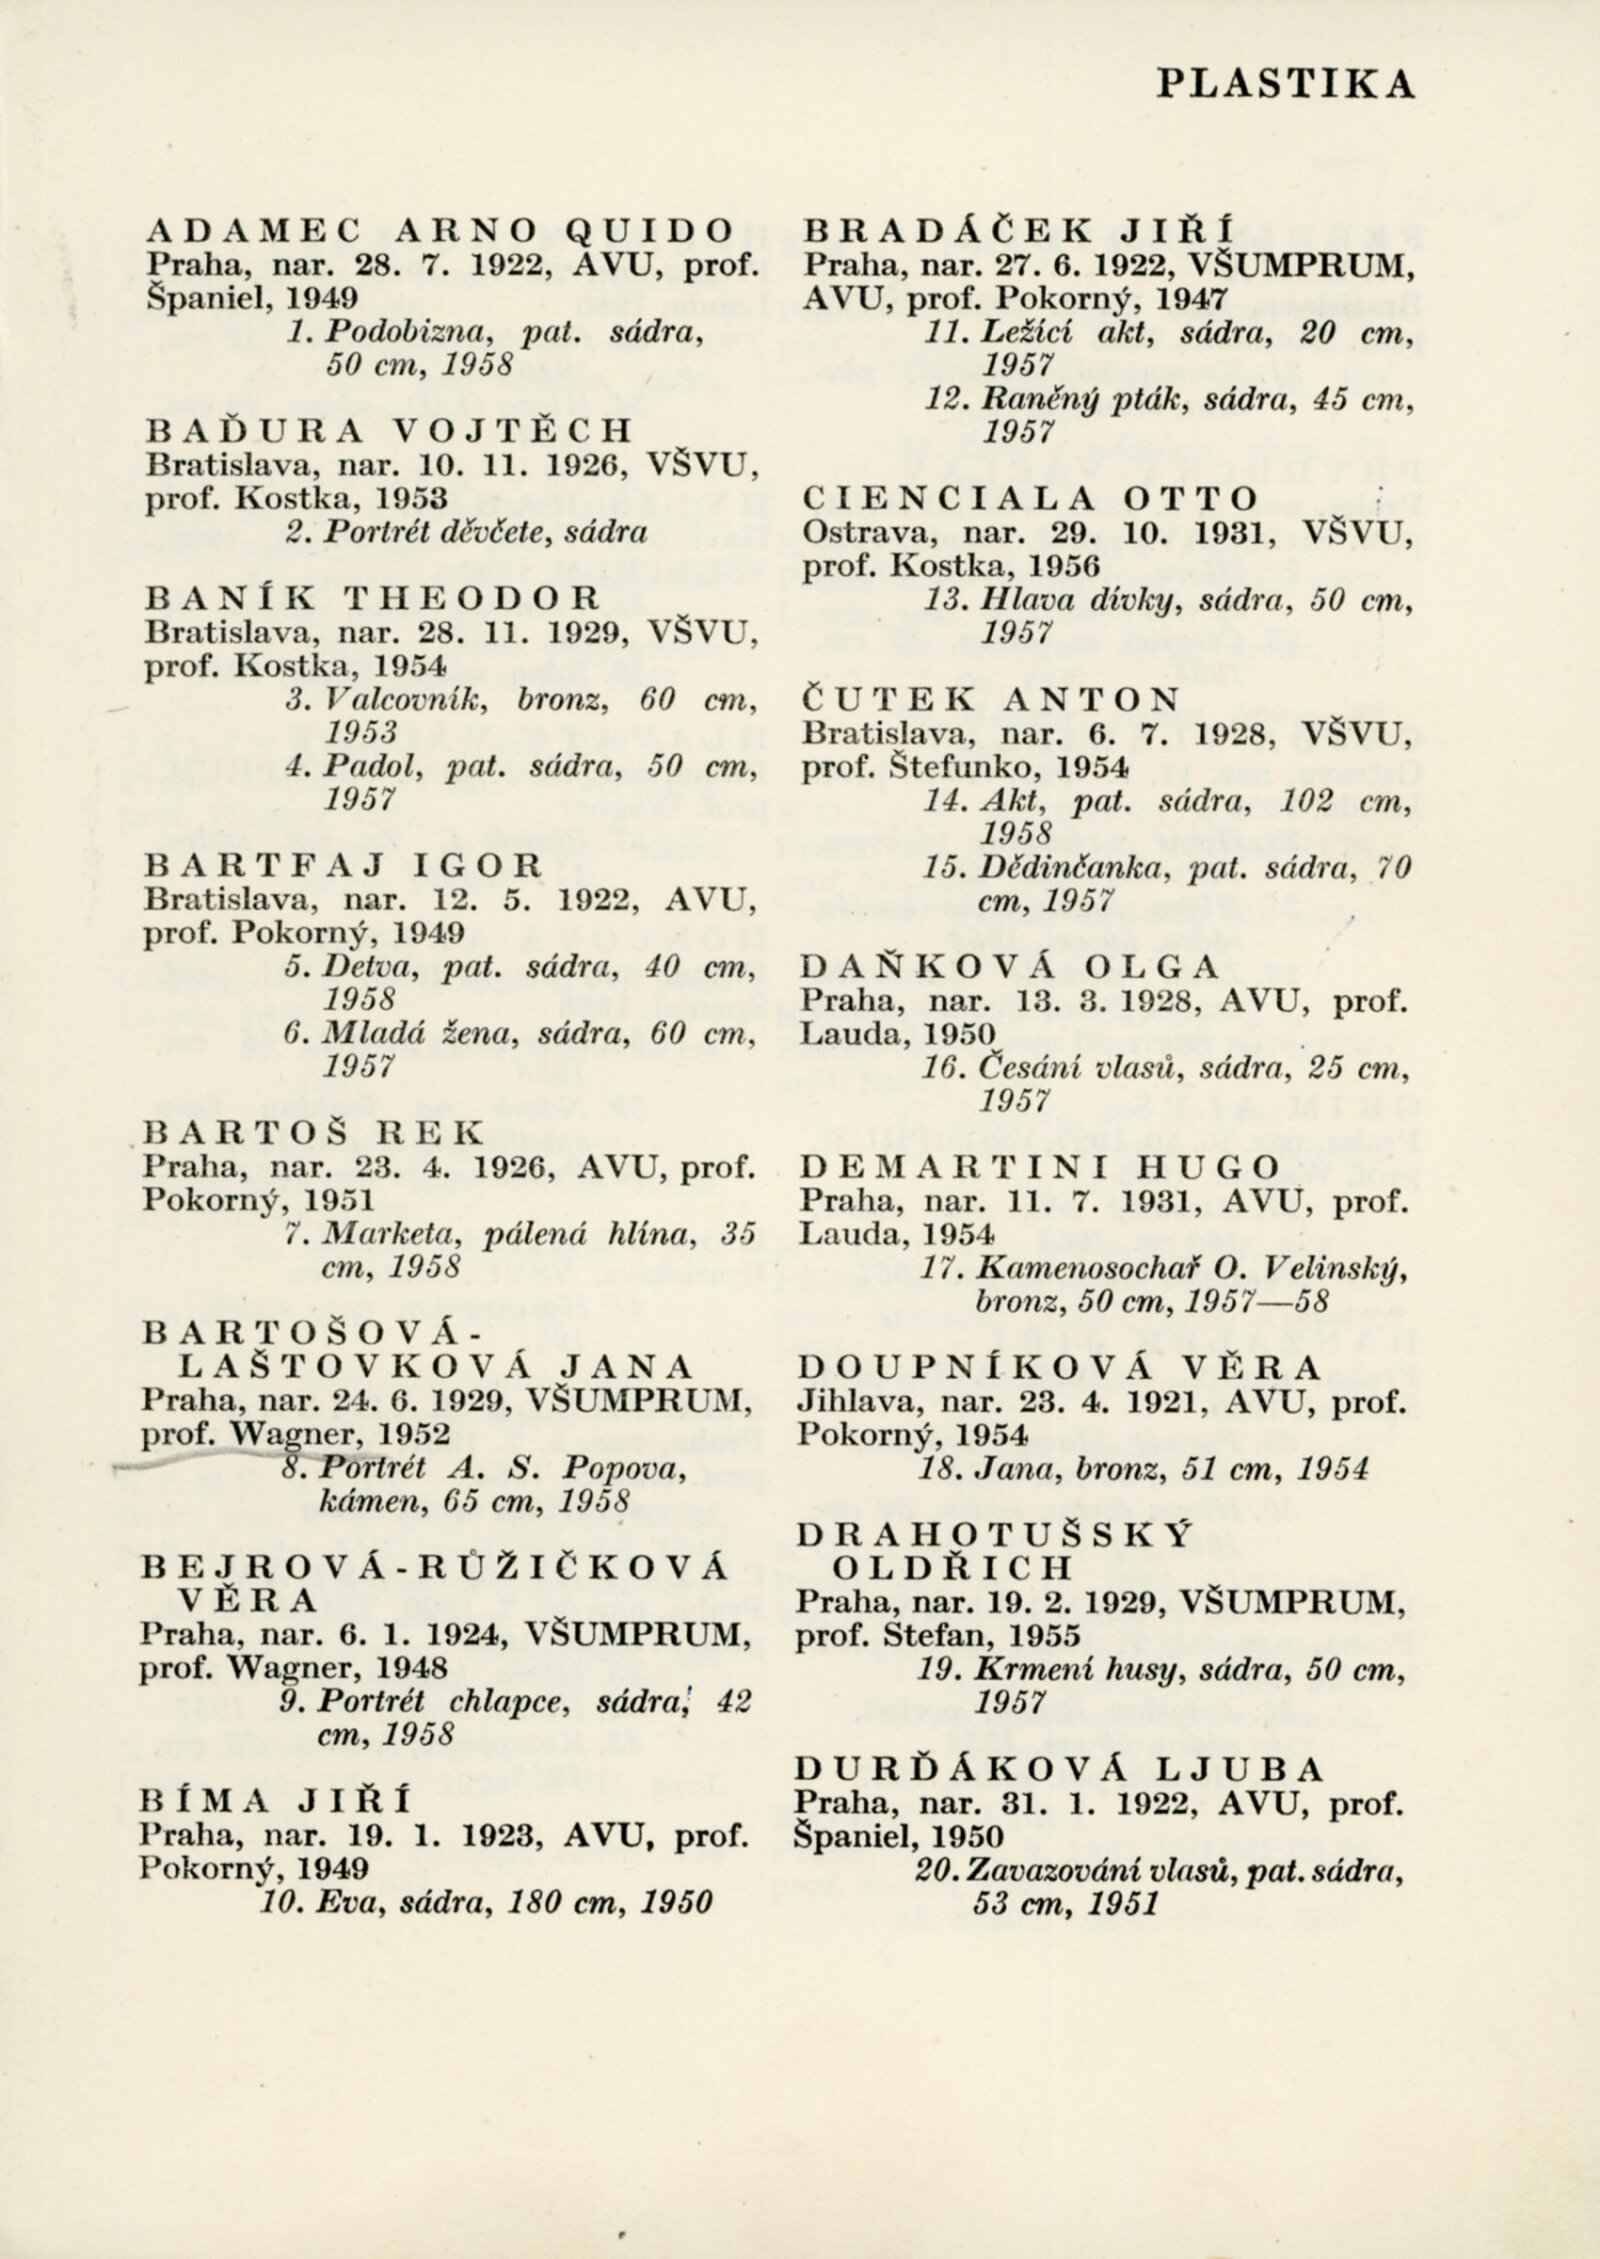 PLASTIKA
ADAMEC ARNO QUIDO
Praha, nar. 28. 7. 1922, AVU, prof.
Španiel, 1949
1. Podobizna, pat. sádra,
50 cm, 1958
BAĎURA VOJTĚCH
Bratislava, nar. 10. 11. 1926, VŠVU,
prof. Kostka, 1953
2. Portrét děvčete, sádra
BANÍK THEODOR
Bratislava, nar. 28. 11. 1929, VŠVU,
prof. Kostka, 1954
3. Valcovník, bronz, 60 cm,
1953
4. Padol, pat. sádra, 50 cm,
1957
BARTFAJ IGOR
Bratislava, nar. 12. 5. 1922, AVU,
prof. Pokorný, 1949
5. Detva, pat. sádra, 40 cm,
1958
6. Mladá žena, sádra, 60 cm,
1957
BARTOŠ REK
Praha, nar. 23. 4. 1926, AVU, prof.
Pokorný, 1951
7. Marketa, pálená hlína, 35
cm, 1958
BARTOŠOVÁ-
LAŠTOVKOVÁ JANA
Praha, nar. 24. 6. 1929, VŠUMPRUM,
prof. Wagner, 1952
8. Portrét A. S. Popova,
kámen, 65 cm, 1958
BEJROVÁ-RŮŽIČKOVÁ
VĚRA
Praha, nar. 6. 1. 1924, VŠUMPRUM,
prof. Wagner, 1948
9. Portrét chlapce, sádra, 42
cm, 1958
BÍMA JIŘÍ
Praha, nar. 19. 1. 1923, AVU, prof.
Pokorný, 1949
10. Eva, sádra, 180 cm, 1950
BRADÁČEK JIŘÍ
Praha, nar. 27. 6. 1922, VŠUMPRUM,
AVU, prof. Pokorný, 1947
11. Ležící akt, sádra, 20 cm,
1957
12. Raněný pták, sádra, 45 cm,
1957
CIENCIALA OTTO
Ostrava, nar. 29. 10. 1931, VŠVU,
prof. Kostka, 1956
13. Hlava dívky, sádra, 50 cm,
1957
ČUTEK ANTON
Bratislava, nar. 6. 7. 1928, VŠVU,
prof. Štefunko, 1954
14. Akt, pat. sádra, 102 cm,
1958
15. Dědinčanka, pat. sádra, 70
cm, 1957
DAŇKOVÁ OLGA
Praha, nar. 13. 3. 1928, AVU, prof.
Lauda, 1950
16. Česání vlasů, sádra, 25 cm,
1957
DEMARTINI HUGO
Praha, nar. 11. 7. 1931, AVU, prof.
Lauda, 1954
17. Kamenosochař O. Velinský,
bronz, 50 cm, 1957—58
DOUPNÍKOVÁ VĚRA
Jihlava, nar. 23. 4. 1921, AVU, prof.
Pokorný, 1954
18. Jana, bronz, 51 cm, 1954
DRAHOTUŠSKÝ
OLDŘICH
Praha, nar. 19. 2. 1929, VŠUMPRUM,
prof. Stefan, 1955
19. Krmení husy, sádra, 50 cm,
1957
DURĎÁKOVÁ LJUBA
Praha, nar. 31. 1. 1922, AVU, prof.
Španiel, 1950
20. Zavazování vlasů, pat. sádra,
53 cm, 1951